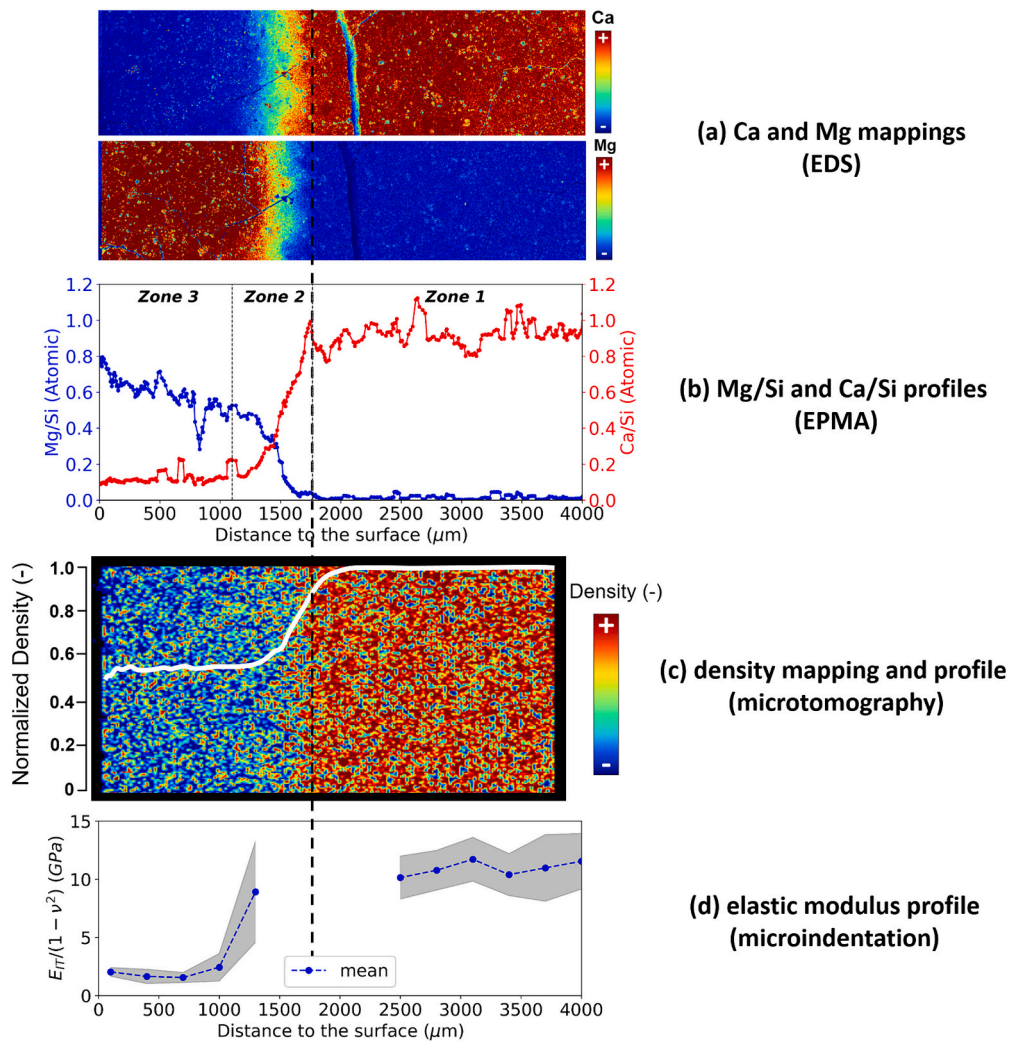 Ca
+
-
Mg
+
-
(a) Ca and Mg mappings
(EDS)
Zone 3 Zone 2 Zone 1
Mg/Si (Atomic)
1.2
1.0
0.8
0.6
0.4
0.2
0.0
1.2
1.0
0.8
0.6
0.4
0.2
0.0
Ca/Si (Atomic)
0 500 1000 1500 2000 2500 3000 3500 4000
Distance to the surface (μm)
(b) Mg/Si and Ca/Si profiles
(EPMA)
Normalized Density (-)
1.0
0.8
0.6
0.4
0.2
0
Density (-)
+
-
(c) density mapping and profile
(microtomography)
E_IT/(1 − ν²) (GPa)
15
10
5
0
mean
0 500 1000 1500 2000 2500 3000 3500 4000
Distance to the surface (μm)
(d) elastic modulus profile
(microindentation)